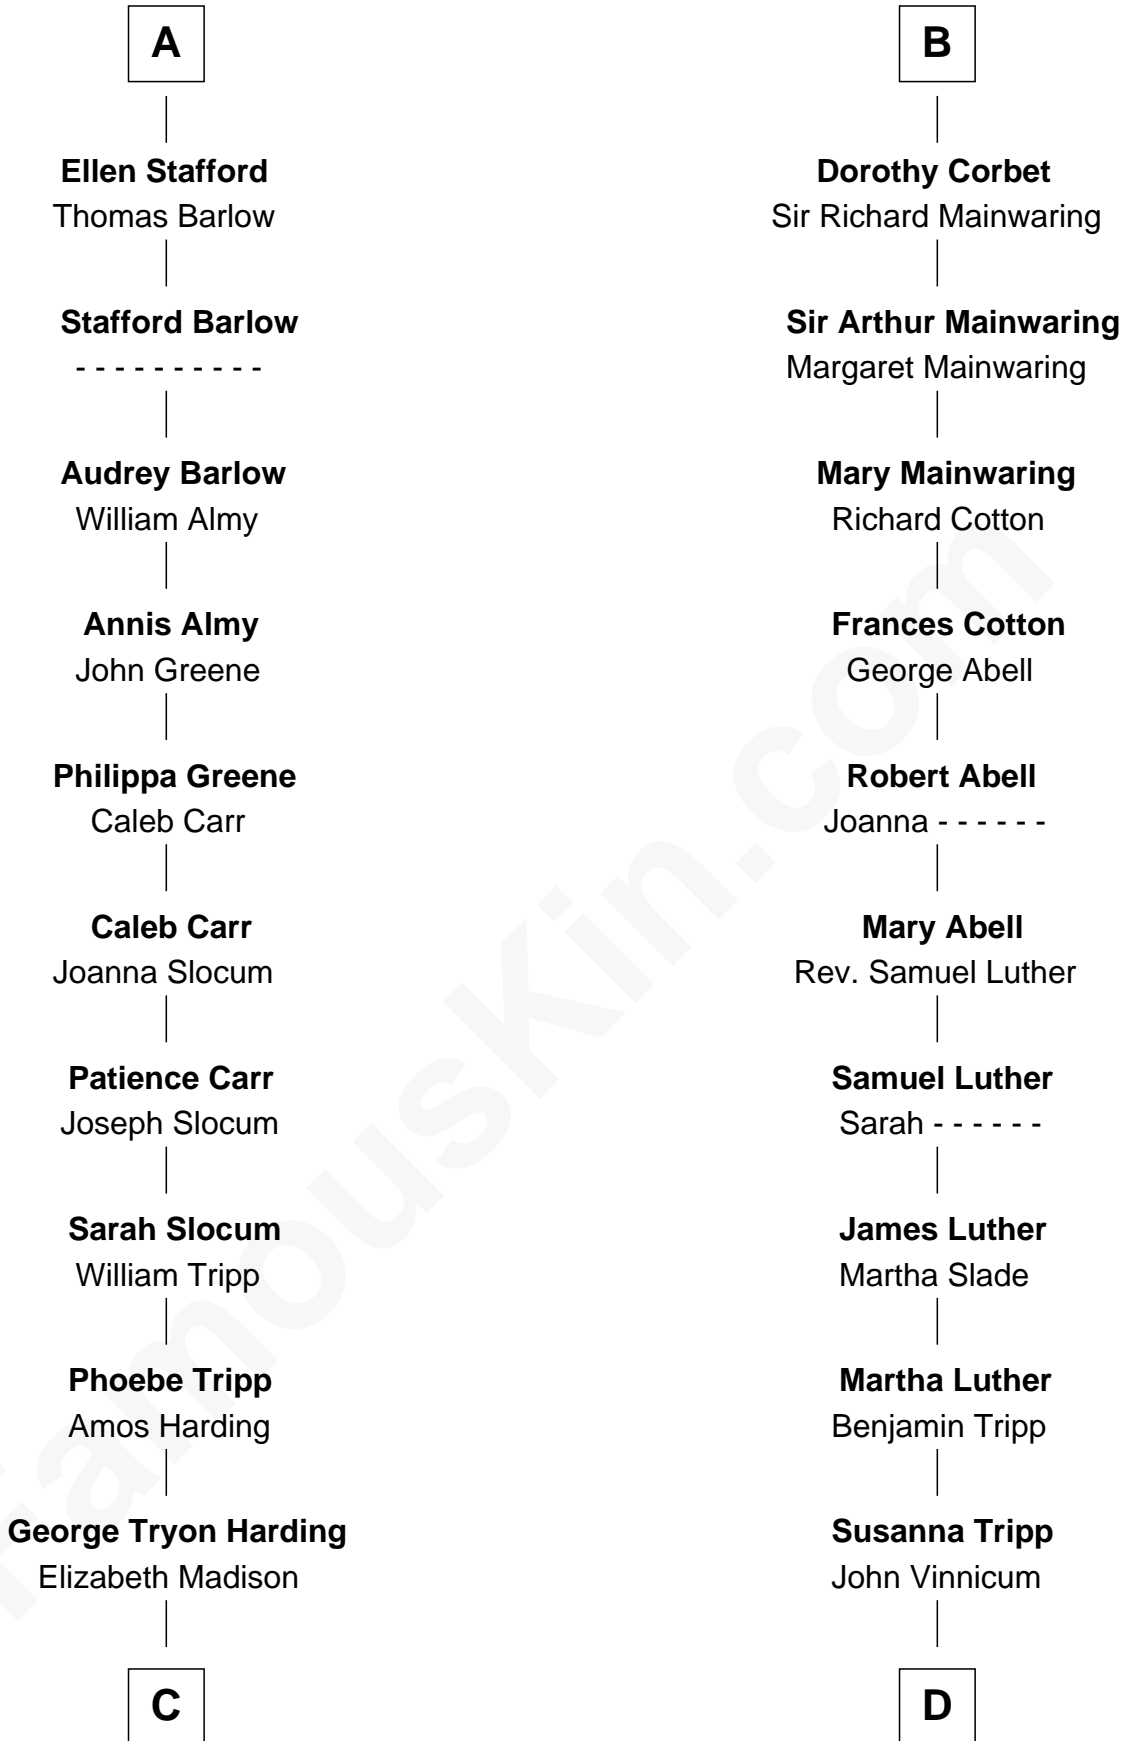 A
Ellen Stafford
Thomas Barlow
Stafford Barlow
- - - - - - - - - -
Audrey Barlow
William Almy
Annis Almy
John Greene
Philippa Greene
Caleb Carr
Caleb Carr
Joanna Slocum
Patience Carr
Joseph Slocum
Sarah Slocum
William Tripp
Phoebe Tripp
Amos Harding
George Tryon Harding
Elizabeth Madison
C
B
Dorothy Corbet
Sir Richard Mainwaring
Sir Arthur Mainwaring
Margaret Mainwaring
Mary Mainwaring
Richard Cotton
Frances Cotton
George Abell
Robert Abell
Joanna - - - - - -
Mary Abell
Rev. Samuel Luther
Samuel Luther
Sarah - - - - - -
James Luther
Martha Slade
Martha Luther
Benjamin Tripp
Susanna Tripp
John Vinnicum
D
FamousKin.com